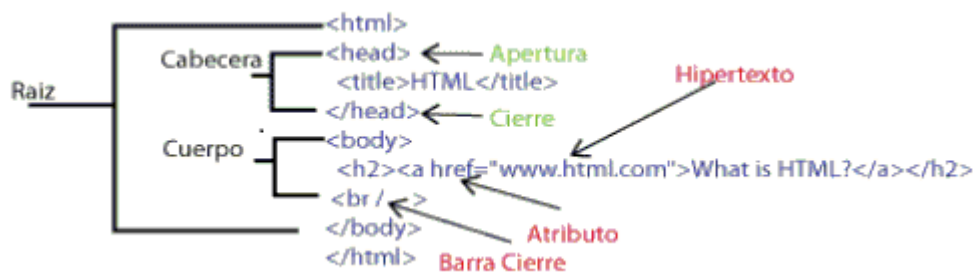 <html>
Cabecera <head> Apertura
<title>HTML</title> Hipertexto
Raiz
</head> Cierre
<body>
Cuerpo
<h2><a href="www.html.com">What is HTML?</a></h2>
<br / >
Atributo
</body>
Barra Cierre
</html>